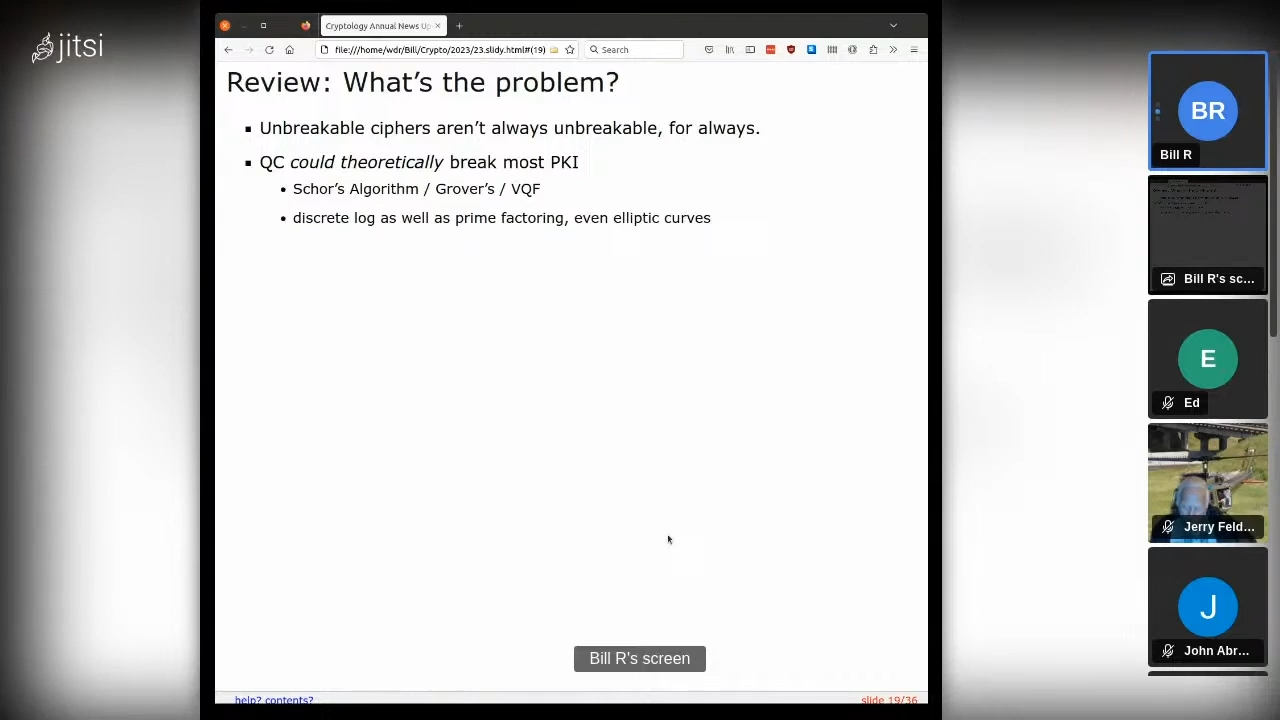 jitsi
Cryptology Annual News Up
file:///home/wdr/Bill/Crypto/2023/23.slidy.html#(19)
Search
Review: What's the problem?
Unbreakable ciphers aren't always unbreakable, for always.
QC could theoretically break most PKI
Schor's Algorithm / Grover's / VQF
discrete log as well as prime factoring, even elliptic curves
Bill R's screen
help? contents?
slide 19/36
BR
Bill R
Bill R's sc...
E
Ed
Jerry Feld...
J
John Abr...